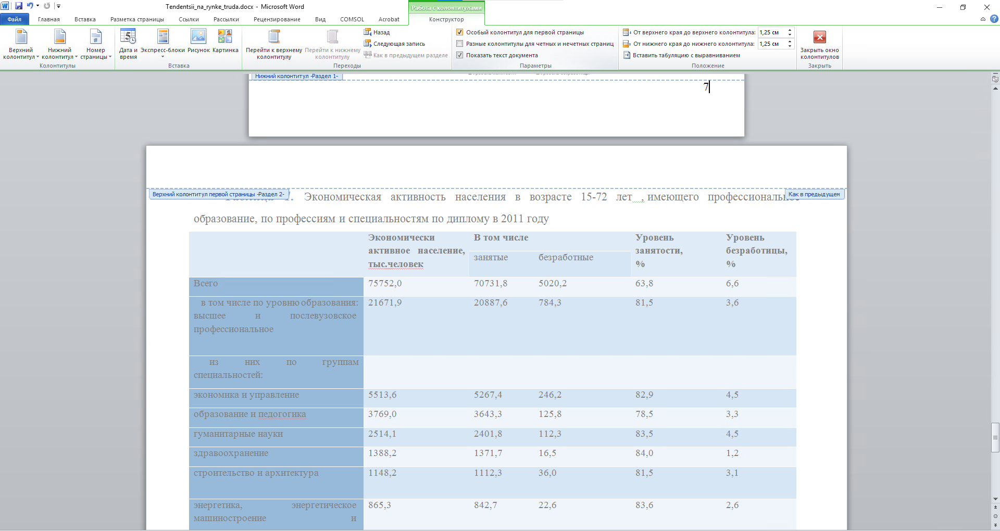 Tendentsii_na_rynke_truda.docx - Microsoft Word
Работа с колонтитулами
Файл Главная Вставка Разметка страницы Ссылки Рассылки Рецензирование Вид COMSOL Acrobat Конструктор
Верхний колонтитул
Нижний колонтитул
Номер страницы
Колонтитулы
Дата и время
Экспресс-блоки
Рисунок
Картинка
Вставка
Перейти к верхнему колонтитулу
Перейти к нижнему колонтитулу
Назад
Следующая запись
Как в предыдущем разделе
Переходы
Особый колонтитул для первой страницы
Разные колонтитулы для четных и нечетных страниц
Показать текст документа
Параметры
От верхнего края до верхнего колонтитула: 1,25 см
От нижнего края до нижнего колонтитула: 1,25 см
Вставить табуляцию с выравниванием
Положение
Закрыть окно колонтитулов
Закрыть
Нижний колонтитул -Раздел 1-
7
Верхний колонтитул первой страницы -Раздел 2-
Как в предыдущем
Экономическая активность населения в возрасте 15-72 лет , имеющего профессиональное
образование, по профессиям и специальностям по диплому в 2011 году
Экономически В том числе Уровень Уровень
активное население, занятые безработные занятости, безработицы,
тыс.человек % %
Всего 75752,0 70731,8 5020,2 63,8 6,6
в том числе по уровню образования: 21671,9 20887,6 784,3 81,5 3,6
высшее и послевузовское
профессиональное
из них по группам
специальностей:
экономика и управление 5513,6 5267,4 246,2 82,9 4,5
образование и педогогика 3769,0 3643,3 125,8 78,5 3,3
гуманитарные науки 2514,1 2401,8 112,3 83,5 4,5
здравоохранение 1388,2 1371,7 16,5 84,0 1,2
строительство и архитектура 1148,2 1112,3 36,0 81,5 3,1
энергетика, энергетическое 865,3 842,7 22,6 83,6 2,6
машиностроение и